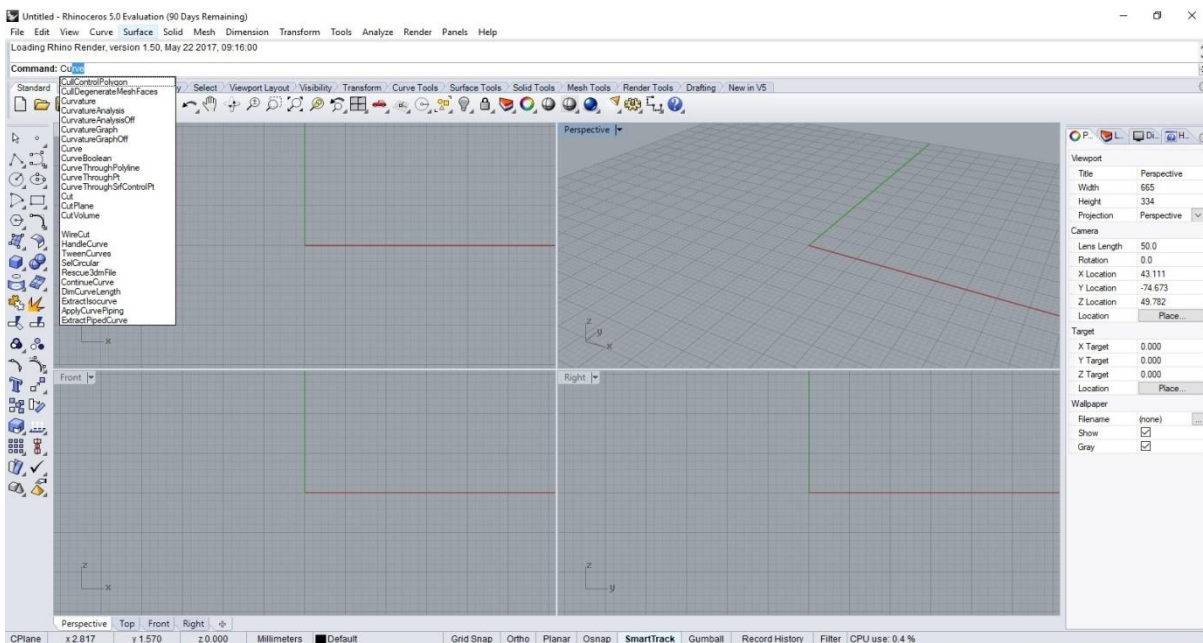 Untitled - Rhinoceros 5.0 Evaluation (90 Days Remaining)
File Edit View Curve Surface Solid Mesh Dimension Transform Tools Analyze Render Panels Help
Loading Rhino Render, version 1.50, May 22 2017, 09:16:00
Command: Curve
Standard y Select Viewport Layout Visibility Transform Curve Tools Surface Tools Solid Tools Mesh Tools Render Tools Drafting New in V5
CullControlPolygon
CullDegenerateMeshFaces
Curvature
CurvatureAnalysis
CurvatureAnalysisOff
CurvatureGraph
CurvatureGraphOff
Curve
CurveBoolean
CurveThroughPolyline
CurveThroughPt
CurveThroughSrfControlPt
Cut
CutPlane
CutVolume
WireCut
HandleCurve
TweenCurves
SelCircular
Rescue3dmFile
ContinueCurve
DimCurveLength
ExtractIsocurve
ApplyCurvePiping
ExtractPipedCurve
x
Perspective
z
y
x
Front
z
x
Right
z
y
P... L... Di... H...
Viewport
Title Perspective
Width 665
Height 334
Projection Perspective
Camera
Lens Length 50.0
Rotation 0.0
X Location 43.111
Y Location -74.673
Z Location 49.782
Location Place...
Target
X Target 0.000
Y Target 0.000
Z Target 0.000
Location Place...
Wallpaper
Filename (none) ...
Show
Gray
Perspective Top Front Right
CPlane x 2.817 y 1.570 z 0.000 Millimeters Default Grid Snap Ortho Planar Osnap SmartTrack Gumball Record History Filter CPU use: 0.4 %